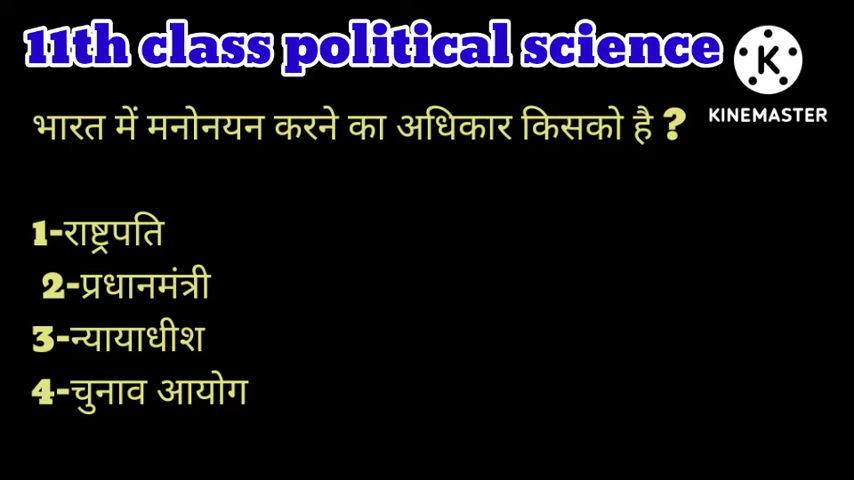 11th class political science
K
KINEMASTER
भारत में मनोनयन करने का अधिकार किसको है ?
1-राष्ट्रपति
2-प्रधानमंत्री
3-न्यायाधीश
4-चुनाव आयोग